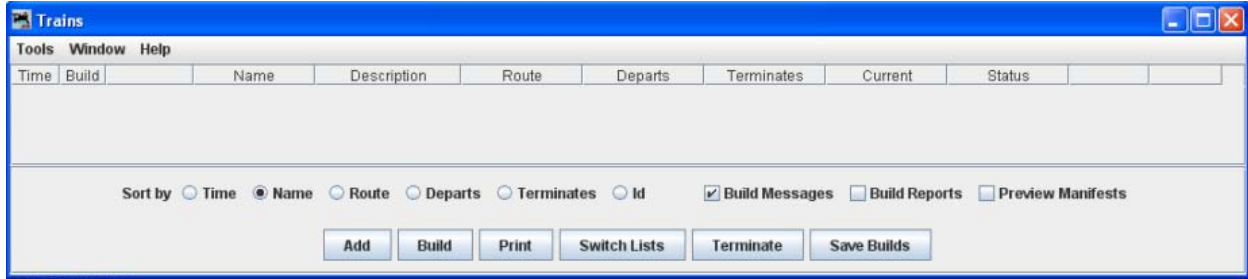 Trains
Tools Window Help
Time Build Name Description Route Departs Terminates Current Status
Sort by Time Name Route Departs Terminates Id Build Messages Build Reports Preview Manifests
Add Build Print Switch Lists Terminate Save Builds